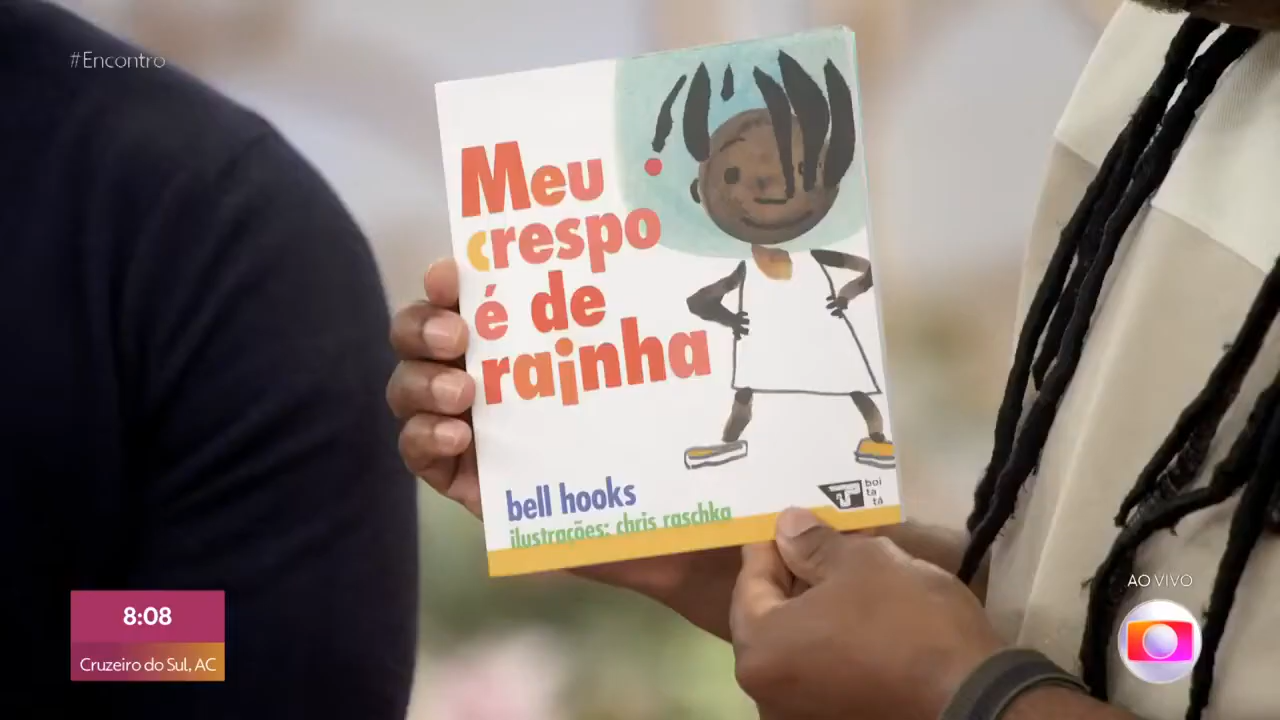 #Encontro
Meu
crespo
é de
rainha
bell hooks
ilustrações: chris raschka
boi
ta
tá
8:08
Cruzeiro do Sul, AC
AO VIVO